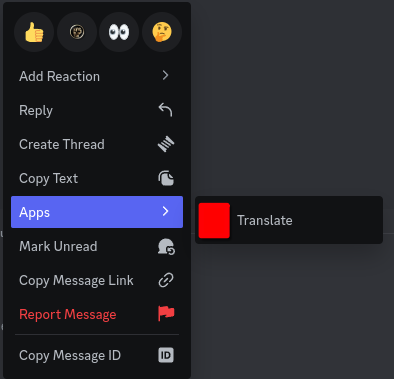 Add Reaction
Reply
Create Thread
Copy Text
Apps
Translate
Mark Unread
Copy Message Link
Report Message
Copy Message ID
ID